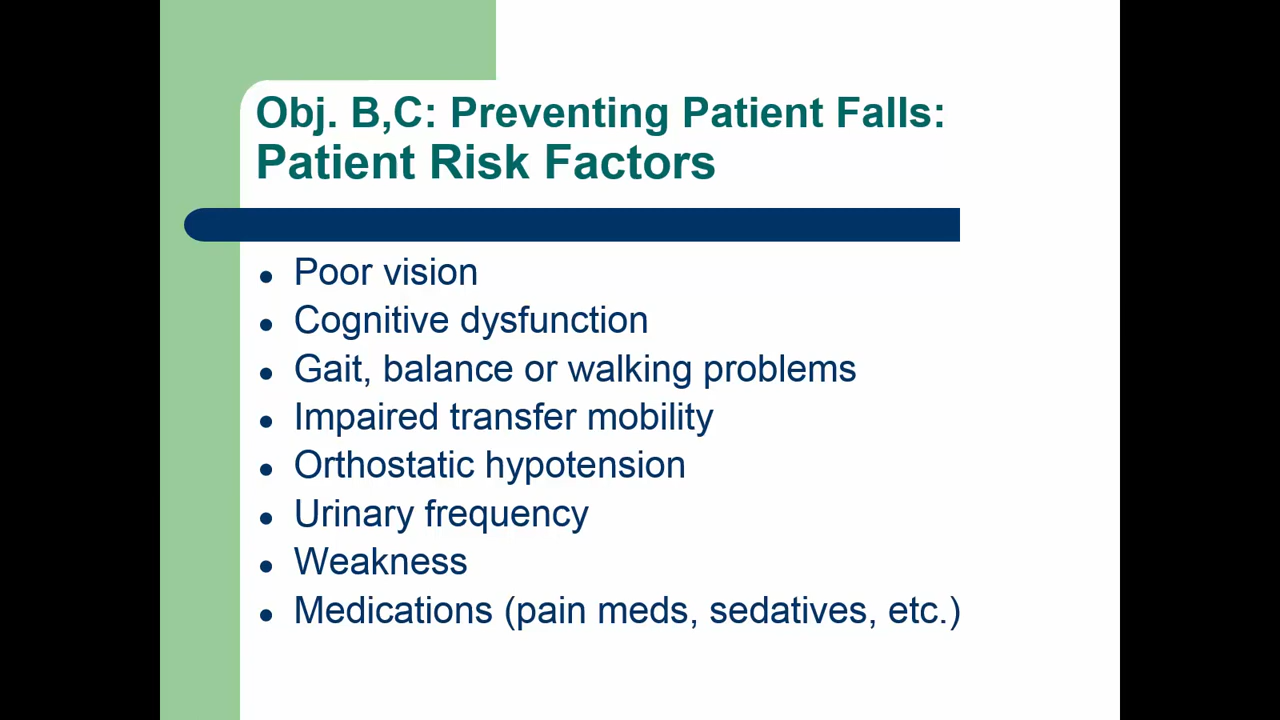 Obj. B,C: Preventing Patient Falls:
Patient Risk Factors
● Poor vision
● Cognitive dysfunction
● Gait, balance or walking problems
● Impaired transfer mobility
● Orthostatic hypotension
● Urinary frequency
● Weakness
● Medications (pain meds, sedatives, etc.)